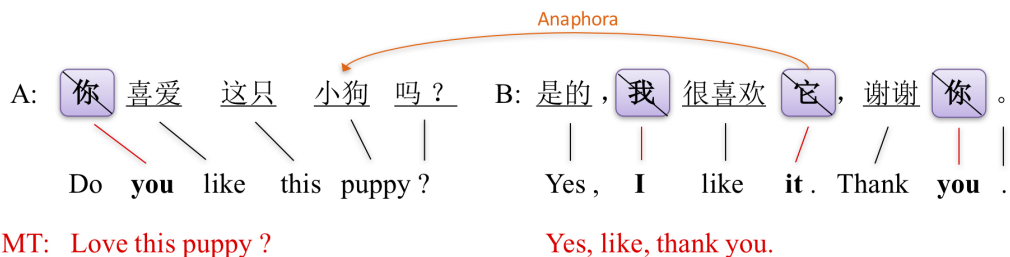 Anaphora
A: 你 喜爱 这只 小狗 吗？ B: 是的，我 很喜欢 它，谢谢 你。
Do you like this puppy ? Yes , I like it . Thank you .
MT: Love this puppy ? Yes, like, thank you.